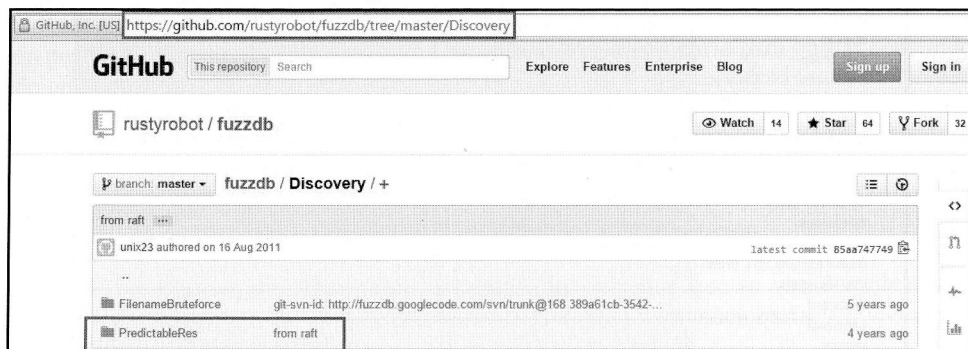 GitHub, Inc. [US] https://github.com/rustyrobot/fuzzdb/tree/master/Discovery
GitHub This repository Search Explore Features Enterprise Blog Sign up Sign in
rustyrobot / fuzzdb Watch 14 Star 64 Fork 32
branch: master fuzzdb / Discovery / +
from raft ...
unix23 authored on 16 Aug 2011 latest commit 85aa747749
..
FilenameBruteforce git-svn-id: http://fuzzdb.googlecode.com/svn/trunk@168 389a61cb-3542-... 5 years ago
PredictableRes from raft 4 years ago